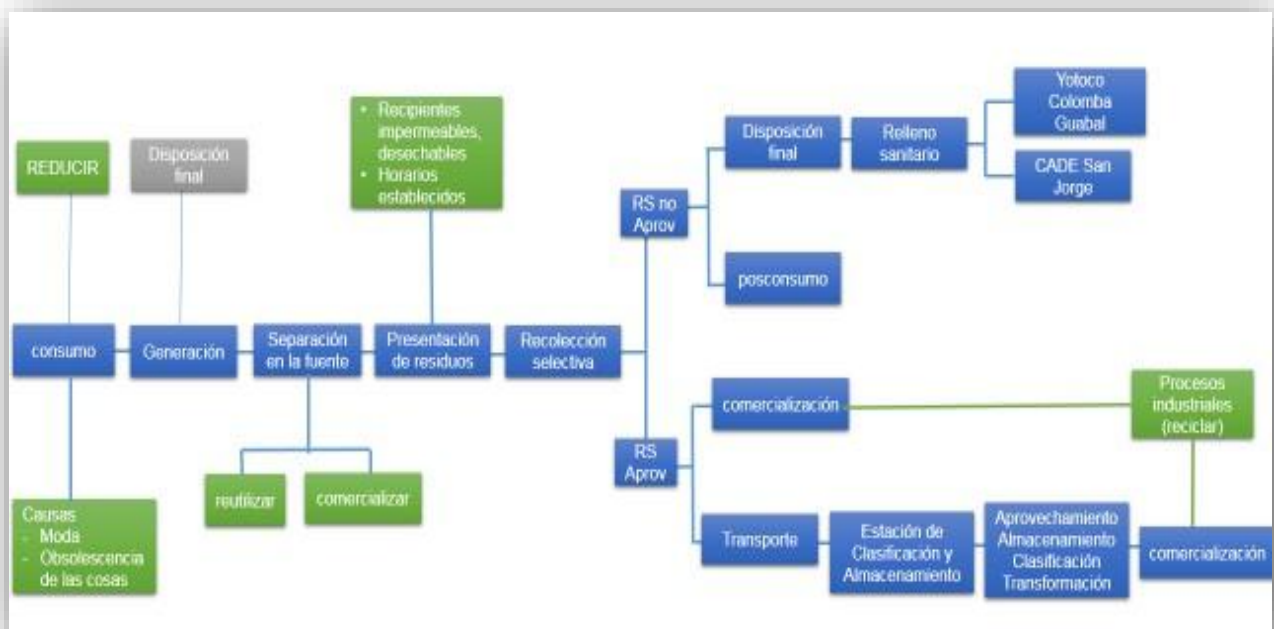 REDUCIR
Disposición
final
• Recipientes
impermeables,
desechables
• Horarios
establecidos
consumo
Generación
Separación
en la fuente
Presentación
de residuos
Recolección
selectiva
Causas
- Moda
- Obsolescencia
de las cosas
reutilizar
comercializar
RS no
Aprov
Disposición
final
Relleno
sanitario
Yotoco
Colomba
Guabal
CADE San
Jorge
posconsumo
RS
Aprov
comercialización
Procesos
industriales
(reciclar)
Transporte
Estación de
Clasificación y
Almacenamiento
Aprovechamiento
Almacenamiento
Clasificación
Transformación
comercialización